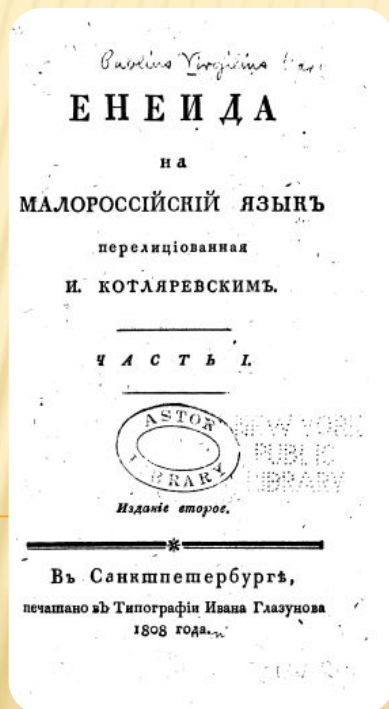 Publius Virgilius
ЕНЕИДА
на
МАЛОРОССІЙСКІЙ ЯЗЫКЪ
перелиціованная
И. КОТЛЯРЕВСКИМЪ.
ЧАСТЬ I.
ASTOR
LIBRARY
NEW YORK
PUBLIC
LIBRARY
Изданіе второе.
Въ Санктпетербургѣ,
печатано вЪ Типографіи Ивана Глазунова
1808 года.